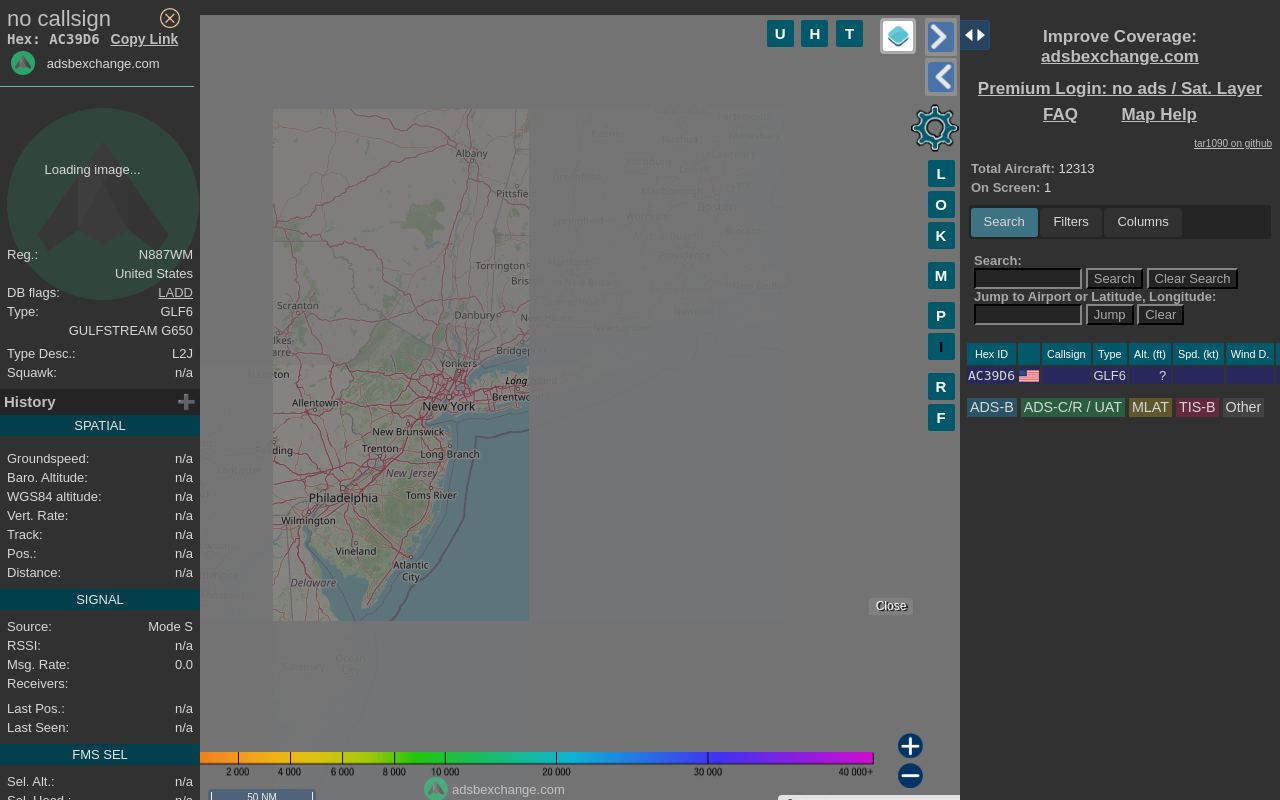 no callsign
Hex: AC39D6 Copy Link
adsbexchange.com
Loading image...
Reg.: N887WM
United States
DB flags: LADD
Type: GLF6
GULFSTREAM G650
Type Desc.: L2J
Squawk: n/a
History
SPATIAL
Groundspeed: n/a
Baro. Altitude: n/a
WGS84 altitude: n/a
Vert. Rate: n/a
Track: n/a
Pos.: n/a
Distance: n/a
SIGNAL
Source: Mode S
RSSI: n/a
Msg. Rate: 0.0
Receivers:
Last Pos.: n/a
Last Seen: n/a
FMS SEL
Sel. Alt.: n/a
U H T
L
O
K
M
P
I
R
F
Albany
Pittsfie
Torrington
Bris
Scranton
Danbury
Bridgep
Yonkers
Long
Allentown
Brentwo
New York
New Brunswick
Trenton
Long Branch
New Jersey
Philadelphia
Toms River
Wilmington
Vineland
Atlantic
City
Delaware
Close
2 000 4 000 6 000 8 000 10 000 20 000 30 000 40 000+
adsbexchange.com
50 NM
Improve Coverage:
adsbexchange.com
Premium Login: no ads / Sat. Layer
FAQ Map Help
tar1090 on github
Total Aircraft: 12313
On Screen: 1
Search Filters Columns
Search:
Search Clear Search
Jump to Airport or Latitude, Longitude:
Jump Clear
Hex ID Callsign Type Alt. (ft) Spd. (kt) Wind D.
AC39D6 GLF6 ?
ADS-B ADS-C/R / UAT MLAT TIS-B Other